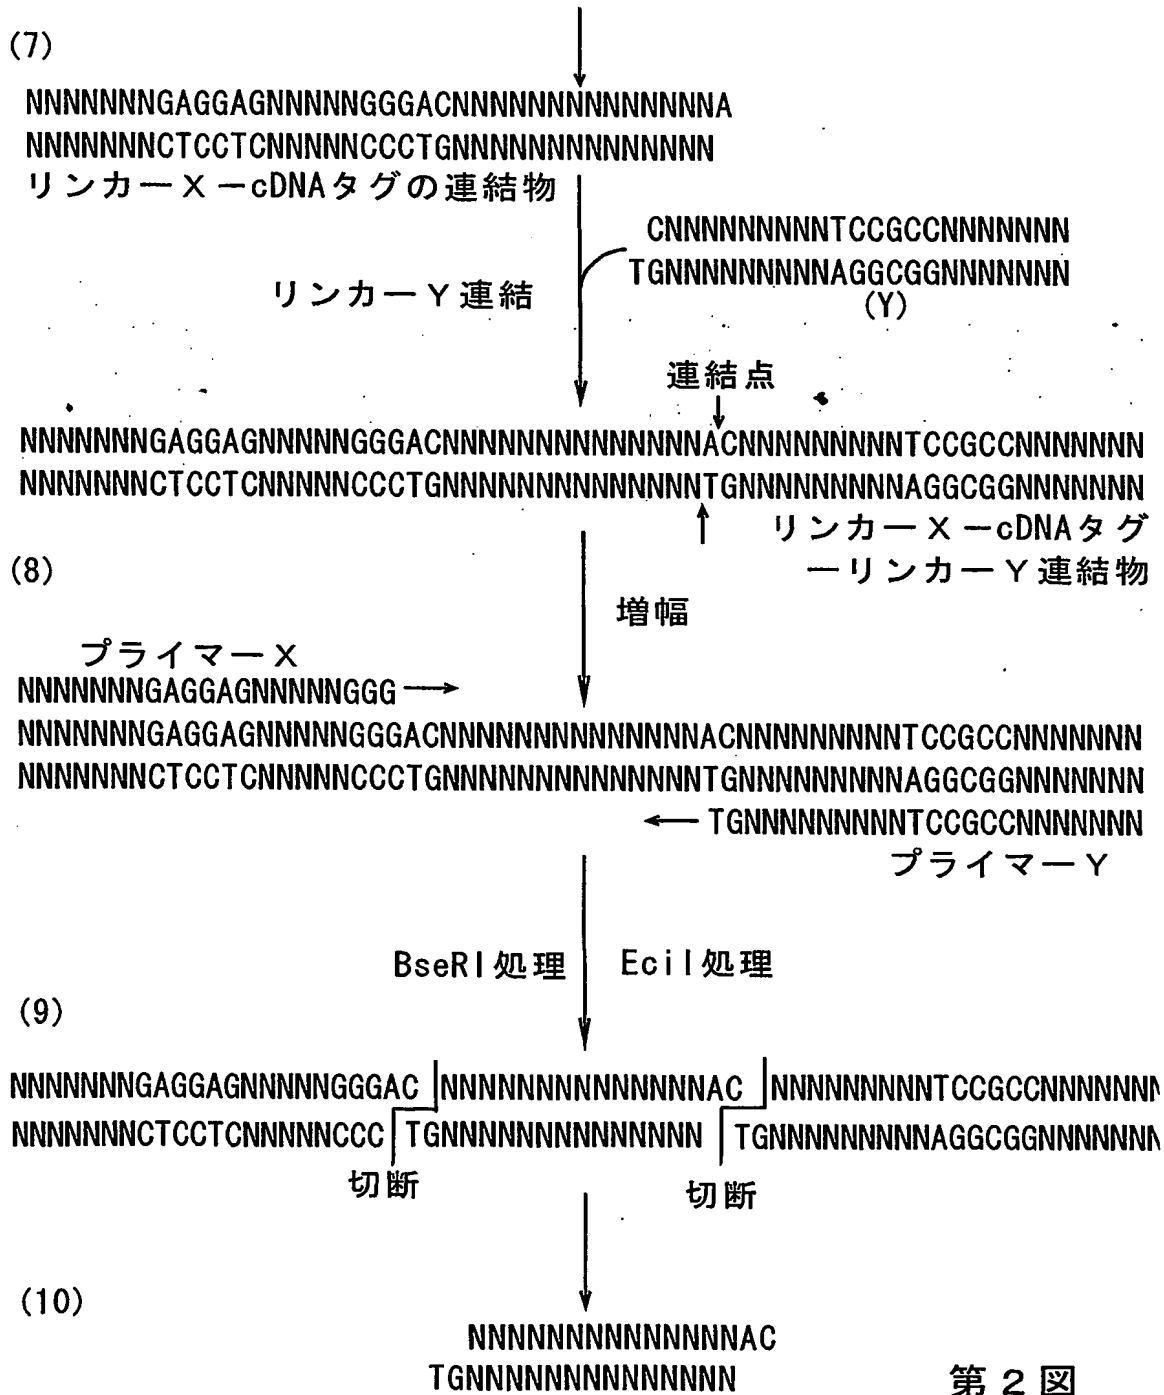 (7)
NNNNNNNGAGGAGNNNNNGGGACNNNNNNNNNNNNNNA
NNNNNNNCTCCTCNNNNNCCCTGNNNNNNNNNNNNNN
リンカーX－cDNAタグの連結物
CNNNNNNNNNTCCGCCNNNNNNN
TGNNNNNNNNNAGGCGGNNNNNNN
(Y)
リンカーY連結
連結点
NNNNNNNGAGGAGNNNNNGGGACNNNNNNNNNNNNNNACNNNNNNNNNTCCGCCNNNNNNN
NNNNNNNCTCCTCNNNNNCCCTGNNNNNNNNNNNNNNTGNNNNNNNNNAGGCGGNNNNNNN
リンカーX－cDNAタグ
－リンカーY連結物
(8)
増幅
プライマーX
NNNNNNNGAGGAGNNNNNGGG
NNNNNNNGAGGAGNNNNNGGGACNNNNNNNNNNNNNNACNNNNNNNNNTCCGCCNNNNNNN
NNNNNNNCTCCTCNNNNNCCCTGNNNNNNNNNNNNNNTGNNNNNNNNNAGGCGGNNNNNNN
TGNNNNNNNNNTCCGCCNNNNNNN
プライマーY
BseRI処理 EciI処理
(9)
NNNNNNNGAGGAGNNNNNGGGAC NNNNNNNNNNNNNNAC NNNNNNNNNTCCGCCNNNNNNN
NNNNNNNCTCCTCNNNNNCCC TGNNNNNNNNNNNNNN TGNNNNNNNNNAGGCGGNNNNNNN
切断 切断
(10)
NNNNNNNNNNNNNNAC
TGNNNNNNNNNNNNNN
第2図